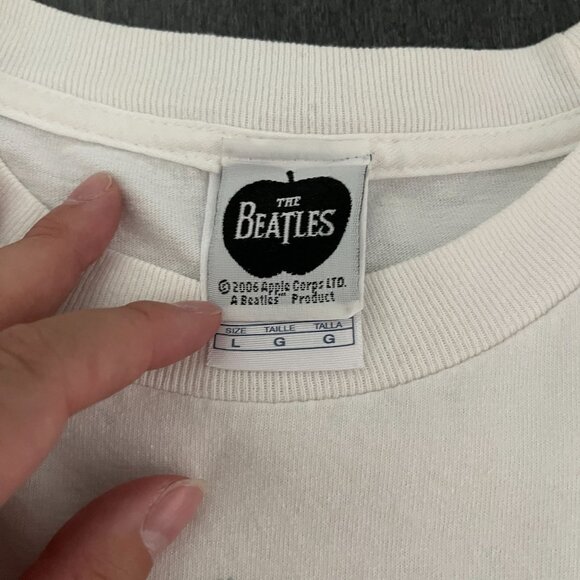 THE
BEATLES
© 2006 Apple Corps LTD.
A Beatles™ Product
SIZE TAILLE TALLA
L G G